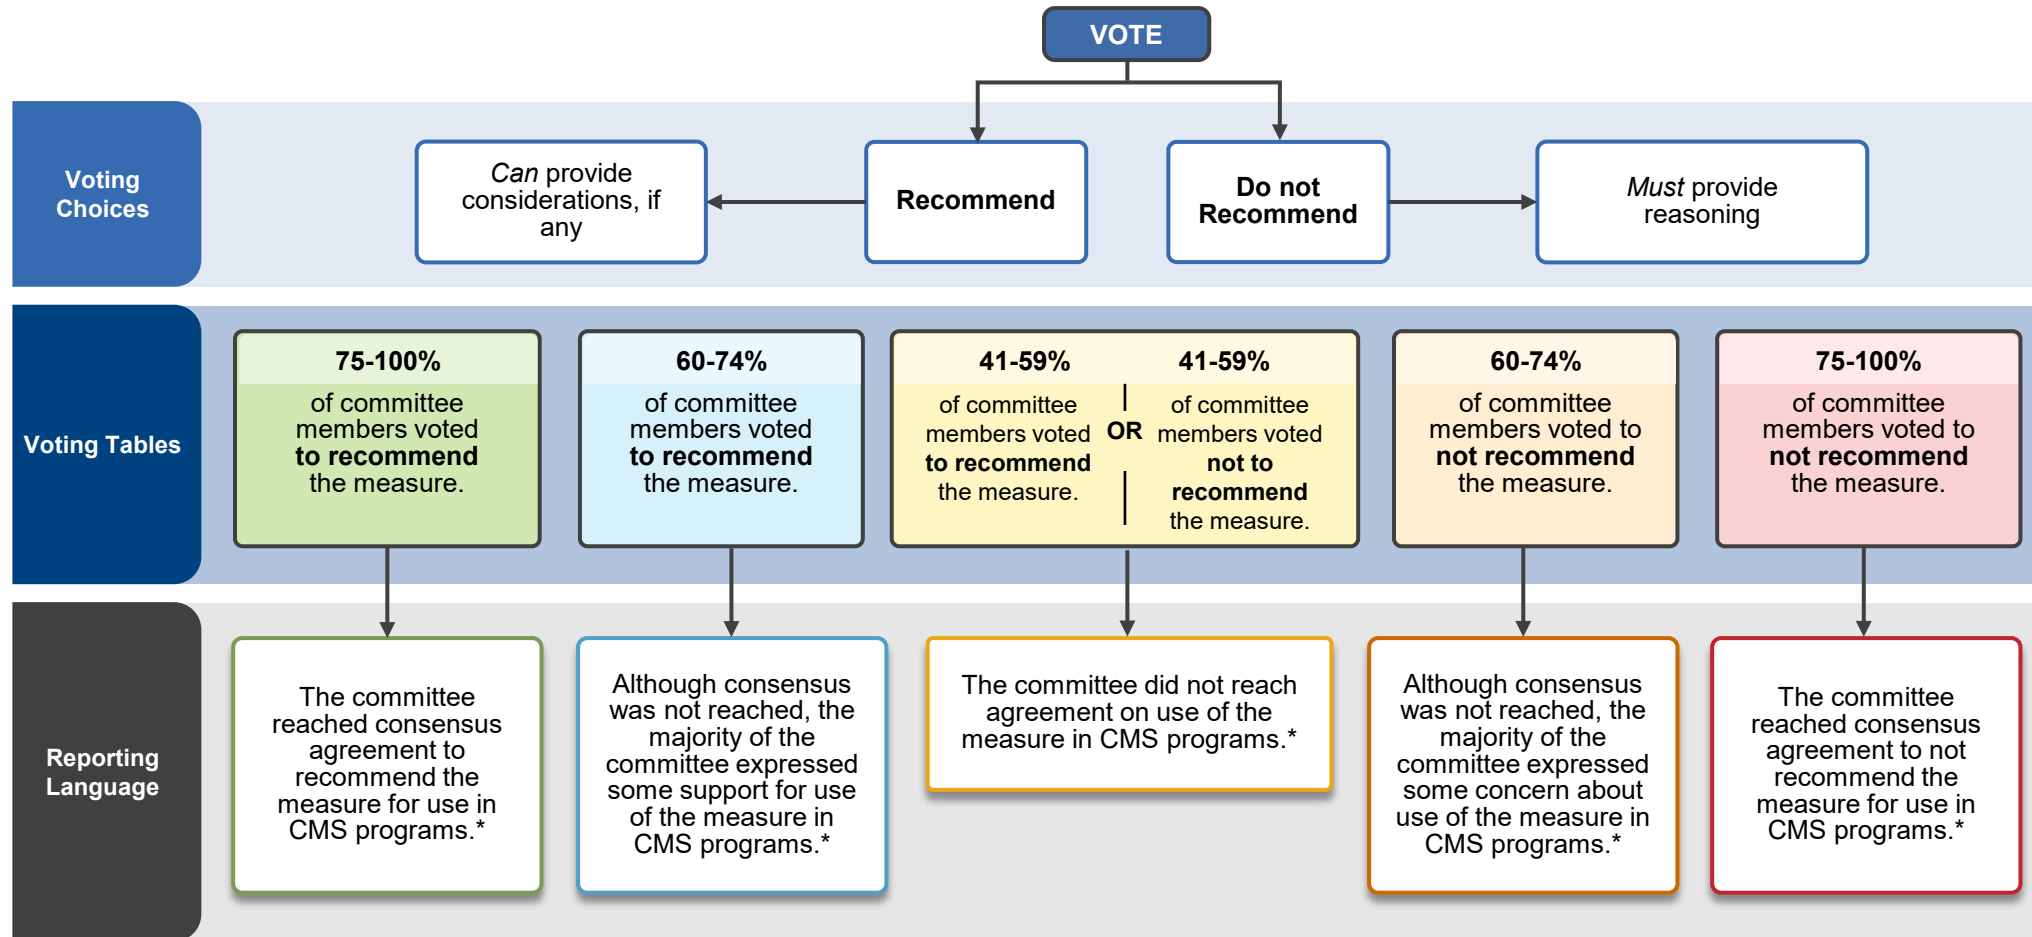 VOTE
Voting
Choices
Can provide
considerations, if
any
Recommend
Do not
Recommend
Must provide
reasoning
Voting Tables
75-100%
of committee
members voted
to recommend
the measure.
60-74%
of committee
members voted
to recommend
the measure.
41-59%
of committee
members voted
to recommend
the measure.
OR
41-59%
of committee
members voted
not to
recommend
the measure.
60-74%
of committee
members voted to
not recommend
the measure.
75-100%
of committee
members voted to
not recommend
the measure.
Reporting
Language
The committee
reached consensus
agreement to
recommend the
measure for use in
CMS programs.*
Although consensus
was not reached, the
majority of the
committee expressed
some support for use
of the measure in
CMS programs.*
The committee did not reach
agreement on use of the
measure in CMS programs.*
Although consensus
was not reached, the
majority of the
committee expressed
some concern about
use of the measure in
CMS programs.*
The committee
reached consensus
agreement to not
recommend the
measure for use in
CMS programs.*